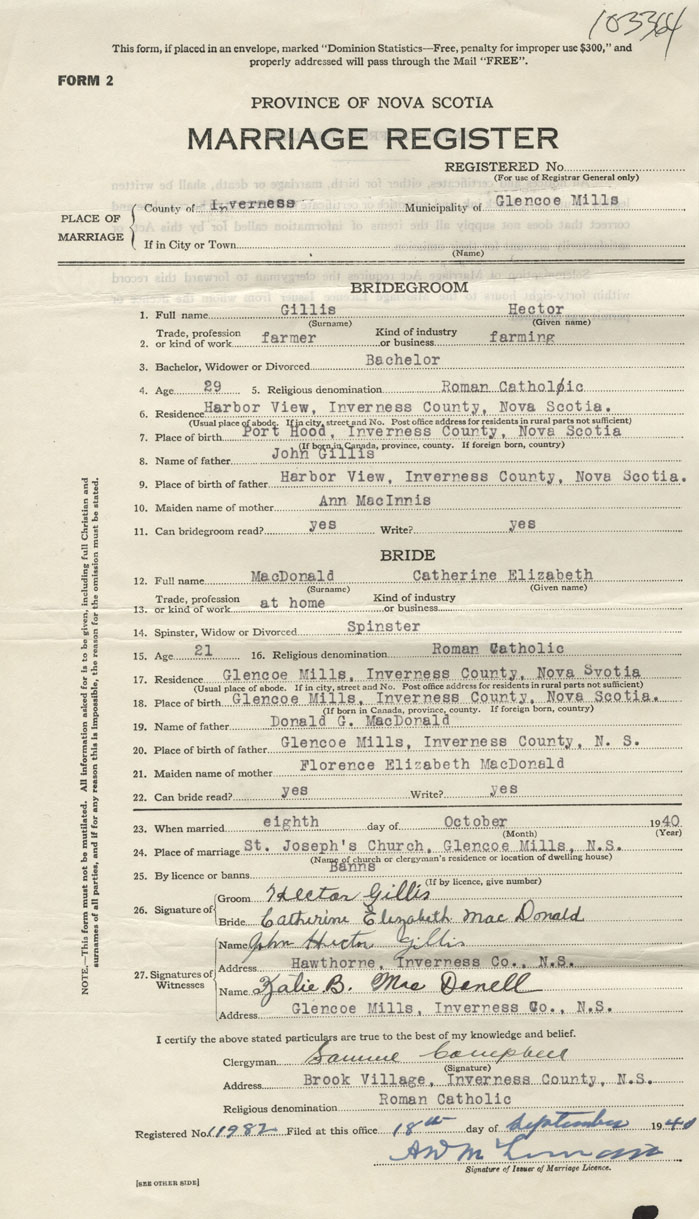 103364
This form, if placed in an envelope, marked "Dominion Statistics—Free, penalty for improper use $300," and
properly addressed will pass through the Mail "FREE".
FORM 2
PROVINCE OF NOVA SCOTIA
MARRIAGE REGISTER
REGISTERED No.
(For use of Registrar General only)
PLACE OF MARRIAGE
County of Inverness Municipality of Glencoe Mills
If in City or Town
(Name)
BRIDEGROOM
1. Full name Gillis Hector
(Surname) (Given name)
2. Trade, profession or kind of work farmer Kind of industry or business farming
3. Bachelor, Widower or Divorced Bachelor
4. Age 29 5. Religious denomination Roman Catholic
6. Residence Harbor View, Inverness County, Nova Scotia.
(Usual place of abode. If in city, street and No. Post office address for residents in rural parts not sufficient)
7. Place of birth Port Hood, Inverness County, Nova Scotia
(If born in Canada, province, county. If foreign born, country)
8. Name of father John Gillis
9. Place of birth of father Harbor View, Inverness County, Nova Scotia.
10. Maiden name of mother Ann MacInnis
11. Can bridegroom read? yes Write? yes
BRIDE
12. Full name MacDonald Catherine Elizabeth
(Surname) (Given name)
13. Trade, profession or kind of work at home Kind of industry or business
14. Spinster, Widow or Divorced Spinster
15. Age 21 16. Religious denomination Roman Catholic
17. Residence Glencoe Mills, Inverness County, Nova Svotia
(Usual place of abode. If in city, street and No. Post office address for residents in rural parts not sufficient)
18. Place of birth Glencoe Mills, Inverness County, Nova Scotia.
(If born in Canada, province, county. If foreign born, country)
19. Name of father Donald G. MacDonald
20. Place of birth of father Glencoe Mills, Inverness County, N. S.
21. Maiden name of mother Florence Elizabeth MacDonald
22. Can bride read? yes Write? yes
23. When married eighth day of October 1940
(Month) (Year)
24. Place of marriage St. Joseph's Church, Glencoe Mills, N.S.
(Name of church or clergyman's residence or location of dwelling house)
25. By licence or banns Banns
(If by licence, give number)
26. Signature of
Groom Hector Gillis
Bride Catherine Elizabeth MacDonald
27. Signatures of Witnesses
Name John Hector Gillis
Address Hawthorne, Inverness Co., N.S.
Name Katie B. Mac Donell
Address Glencoe Mills, Inverness Co., N.S.
I certify the above stated particulars are true to the best of my knowledge and belief.
Clergyman Campbell
(Signature)
Address Brook Village, Inverness County, N.S.
Religious denomination Roman Catholic
Registered No. 11982 Filed at this office 18th day of September 1940
Signature of Issuer of Marriage Licence.
[SEE OTHER SIDE]
NOTE.—This form must not be mutilated. All information asked for is to be given, including full Christian and
surnames of all parties, and if for any reason this is impossible, the reason for the omission must be stated.